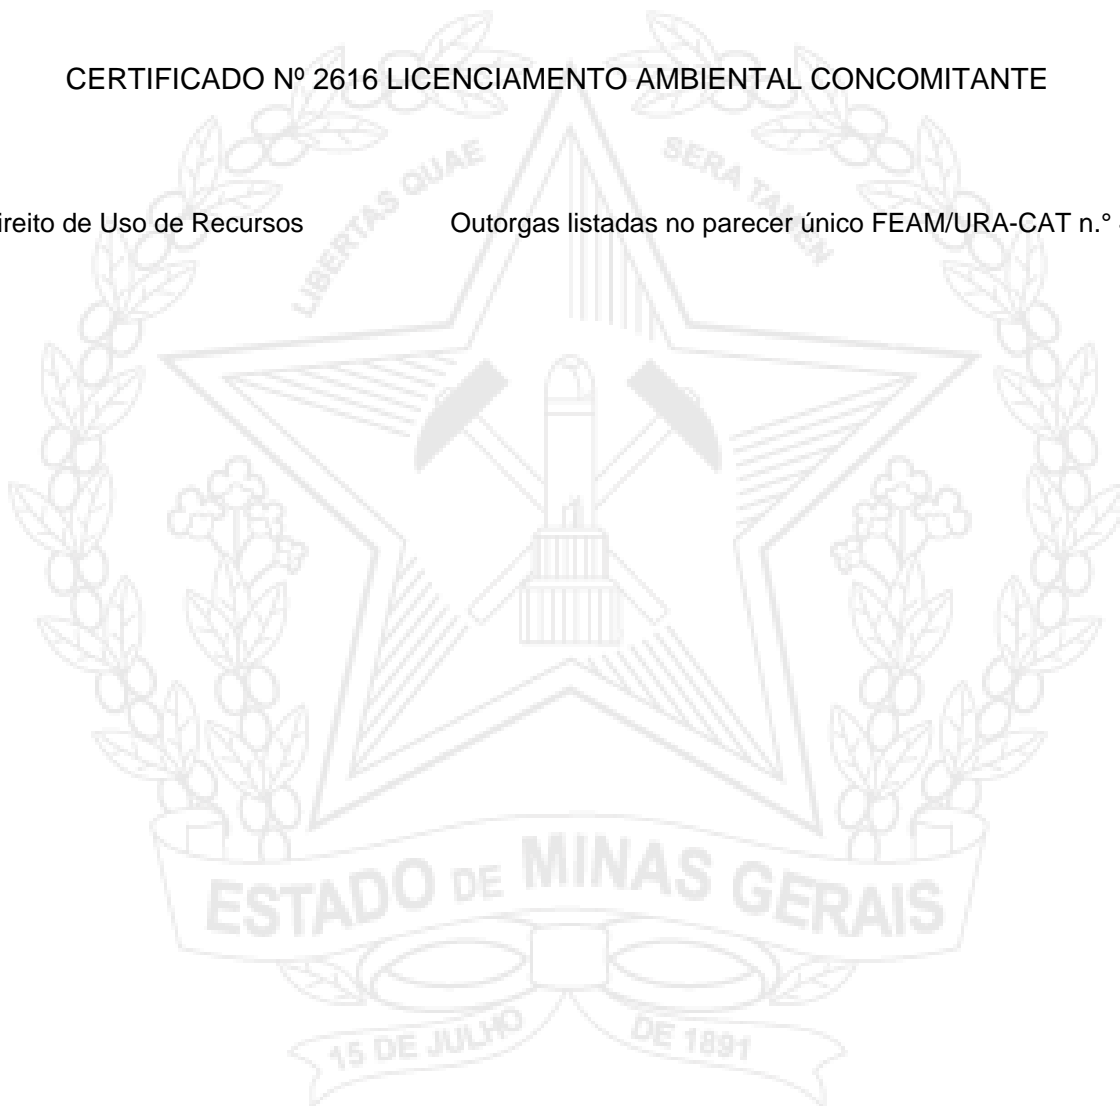 CERTIFICADO Nº 2616 LICENCIAMENTO AMBIENTAL CONCOMITANTE
LIBERTAS QUAE SERA TAMEN
de Uso de Recursos Outorgas listadas no parecer único FEAM/URA-CAT n.°
ESTADO DE MINAS GERAIS
15 DE JULHO DE 1891